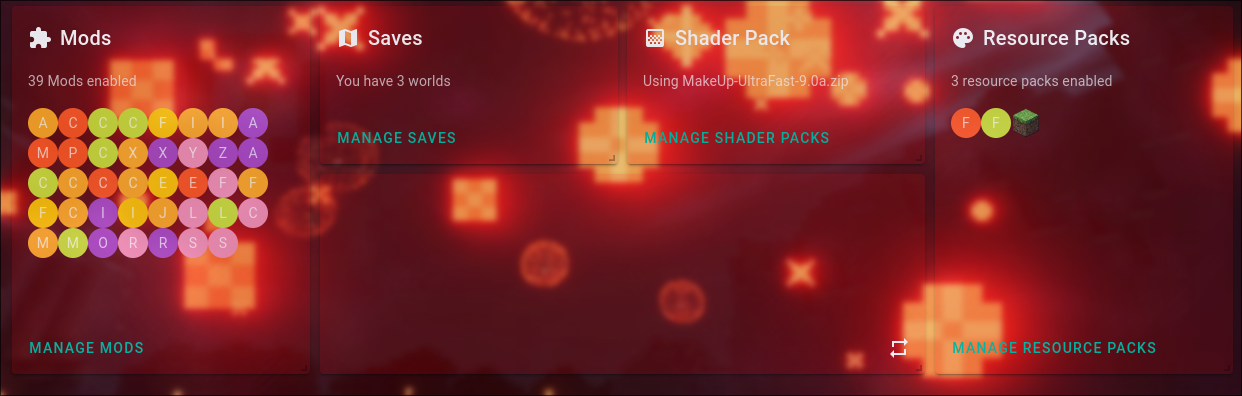 Mods
39 Mods enabled
A C C C F I I A
M P C X X Y Z A
C C C C E E F F
F C I I J L L C
M M O R R S S
MANAGE MODS
Saves
You have 3 worlds
MANAGE SAVES
Shader Pack
Using MakeUp-UltraFast-9.0a.zip
MANAGE SHADER PACKS
Resource Packs
3 resource packs enabled
F F
MANAGE RESOURCE PACKS